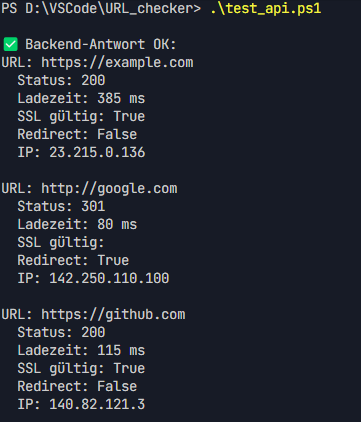 PS D:\VSCode\URL_checker> .\test_api.ps1
✅ Backend-Antwort OK:
URL: https://example.com
Status: 200
Ladezeit: 385 ms
SSL gültig: True
Redirect: False
IP: 23.215.0.136
URL: http://google.com
Status: 301
Ladezeit: 80 ms
SSL gültig:
Redirect: True
IP: 142.250.110.100
URL: https://github.com
Status: 200
Ladezeit: 115 ms
SSL gültig: True
Redirect: False
IP: 140.82.121.3